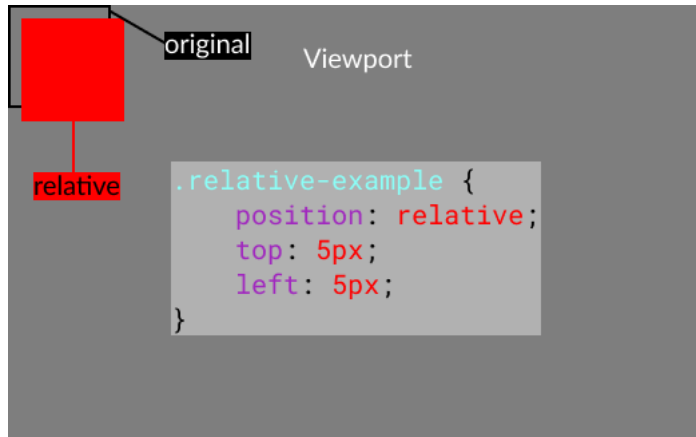 original
Viewport
relative
.relative-example {
    position: relative;
    top: 5px;
    left: 5px;
}